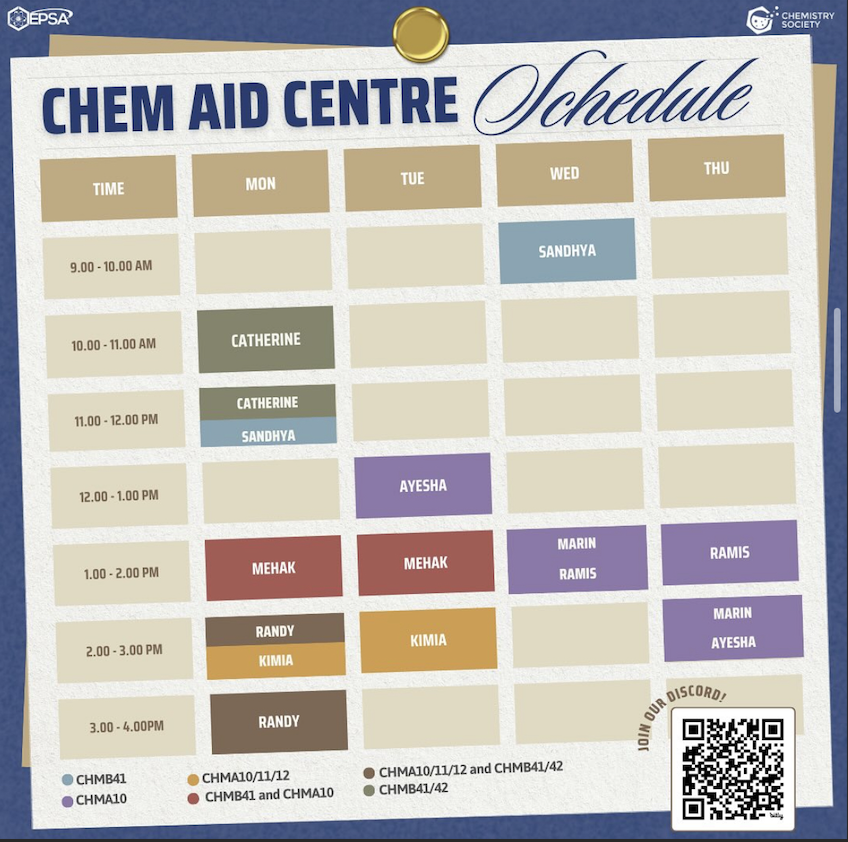 EPSA
CHEMISTRY
SOCIETY
CHEM AID CENTRE Schedule
TIME MON TUE WED THU
9.00 - 10.00 AM SANDHYA
10.00 - 11.00 AM CATHERINE
11.00 - 12.00 PM CATHERINE
SANDHYA
12.00 - 1.00 PM AYESHA
1.00 - 2.00 PM MEHAK MEHAK MARIN RAMIS
RAMIS
2.00 - 3.00 PM RANDY KIMIA MARIN
KIMIA AYESHA
3.00 - 4.00PM RANDY
JOIN OUR DISCORD!
CHMB41 CHMA10/11/12 CHMA10/11/12 and CHMB41/42
CHMA10 CHMB41 and CHMA10 CHMB41/42
bitly